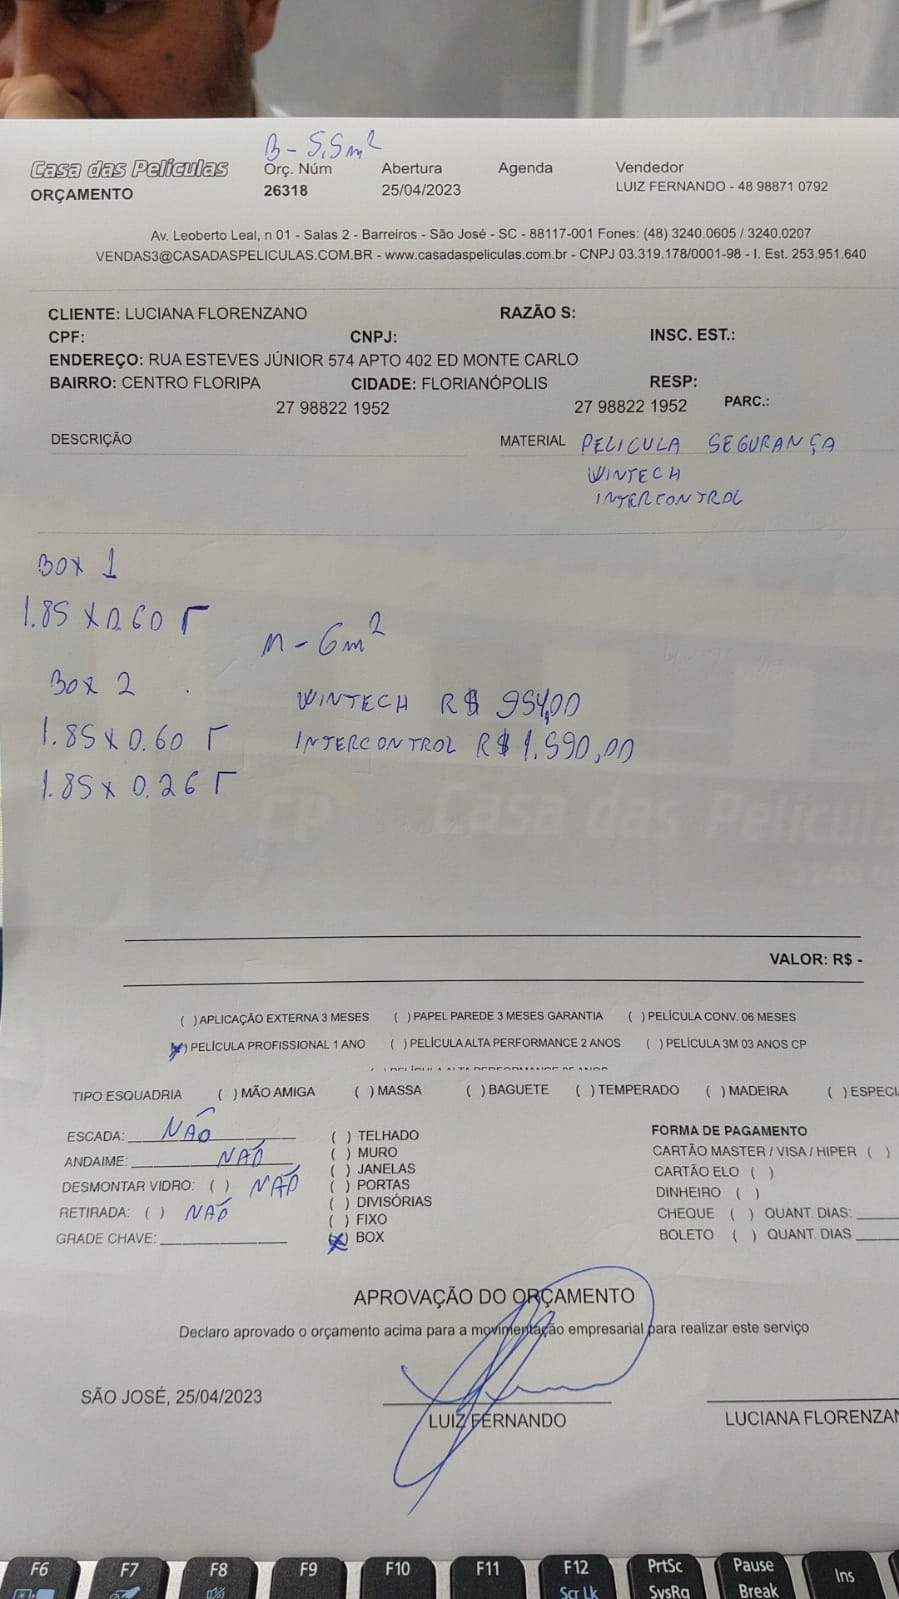 B - 5,5m²
Casa das Películas
ORÇAMENTO
Orç. Núm Abertura Agenda Vendedor
26318 25/04/2023 LUIZ FERNANDO - 48 98871 0792
Av. Leoberto Leal, n 01 - Salas 2 - Barreiros - São José - SC - 88117-001 Fones: (48) 3240.0605 / 3240.0207
VENDAS3@CASADASPELICULAS.COM.BR - www.casadaspeliculas.com.br - CNPJ 03.319.178/0001-98 - I. Est. 253.951.640
CLIENTE: LUCIANA FLORENZANO RAZÃO S:
CPF: CNPJ: INSC. EST.:
ENDEREÇO: RUA ESTEVES JÚNIOR 574 APTO 402 ED MONTE CARLO
BAIRRO: CENTRO FLORIPA CIDADE: FLORIANÓPOLIS RESP:
27 98822 1952 27 98822 1952 PARC.:
DESCRIÇÃO MATERIAL PELICULA SEGURANÇA
WINTECH
INTERCONTROL
BOX 1
1.85 X 0.60 Γ
M - 6m²
BOX 2
WINTECH R$ 954,00
1.85 X 0.60 Γ
INTERCONTROL R$ 1.590,00
1.85 x 0.26 Γ
CP Casa das Pelicula
VALOR: R$ -
( )APLICAÇÃO EXTERNA 3 MESES ( )PAPEL PAREDE 3 MESES GARANTIA ( )PELÍCULA CONV. 06 MESES
(X)PELÍCULA PROFISSIONAL 1 ANO ( )PELÍCULA ALTA PERFORMANCE 2 ANOS ( )PELÍCULA 3M 03 ANOS CP
TIPO ESQUADRIA ( )MÃO AMIGA ( )MASSA ( )BAGUETE ( )TEMPERADO ( )MADEIRA ( )ESPECI
ESCADA: NÃO
ANDAIME: NÃO
DESMONTAR VIDRO: ( ) NÃO
RETIRADA: ( ) NÃO
GRADE CHAVE:
( ) TELHADO
( ) MURO
( ) JANELAS
( ) PORTAS
( ) DIVISÓRIAS
( ) FIXO
(X) BOX
FORMA DE PAGAMENTO
CARTÃO MASTER / VISA / HIPER ( )
CARTÃO ELO ( )
DINHEIRO ( )
CHEQUE ( ) QUANT. DIAS:
BOLETO ( ) QUANT. DIAS
APROVAÇÃO DO ORÇAMENTO
Declaro aprovado o orçamento acima para a movimentação empresarial para realizar este serviço
SÃO JOSÉ, 25/04/2023
LUIZ FERNANDO LUCIANA FLORENZAN
F6 F7 F8 F9 F10 F11 F12 PrtSc Pause Ins
Scr Lk SysRq Break